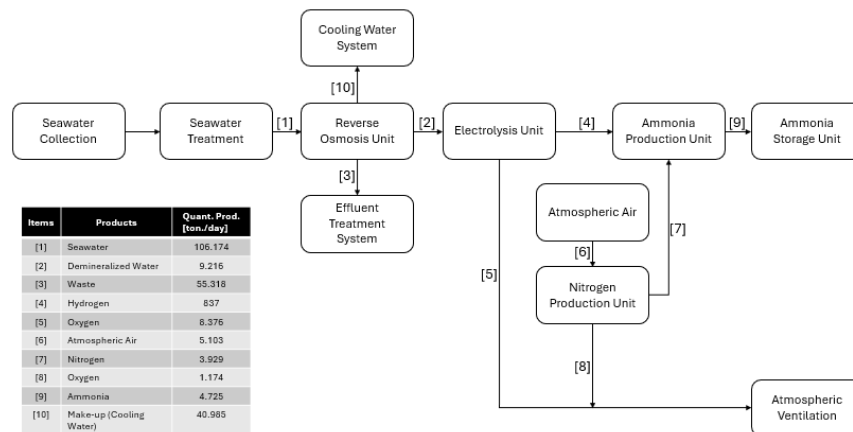 Cooling Water
System
[10]
Seawater
Collection
Seawater
Treatment
[1]
Reverse
Osmosis Unit
[2]
Electrolysis Unit
[4]
Ammonia
Production Unit
[9]
Ammonia
Storage Unit
[3]
Effluent
Treatment
System
Atmospheric Air
[6]
[7]
[5]
Nitrogen
Production Unit
[8]
Atmospheric
Ventilation
Items Products Quant. Prod.
[ton./day]
[1] Seawater 106.174
[2] Demineralized Water 9.216
[3] Waste 55.318
[4] Hydrogen 837
[5] Oxygen 8.376
[6] Atmospheric Air 5.103
[7] Nitrogen 3.929
[8] Oxygen 1.174
[9] Ammonia 4.725
[10] Make-up (Cooling
Water) 40.985